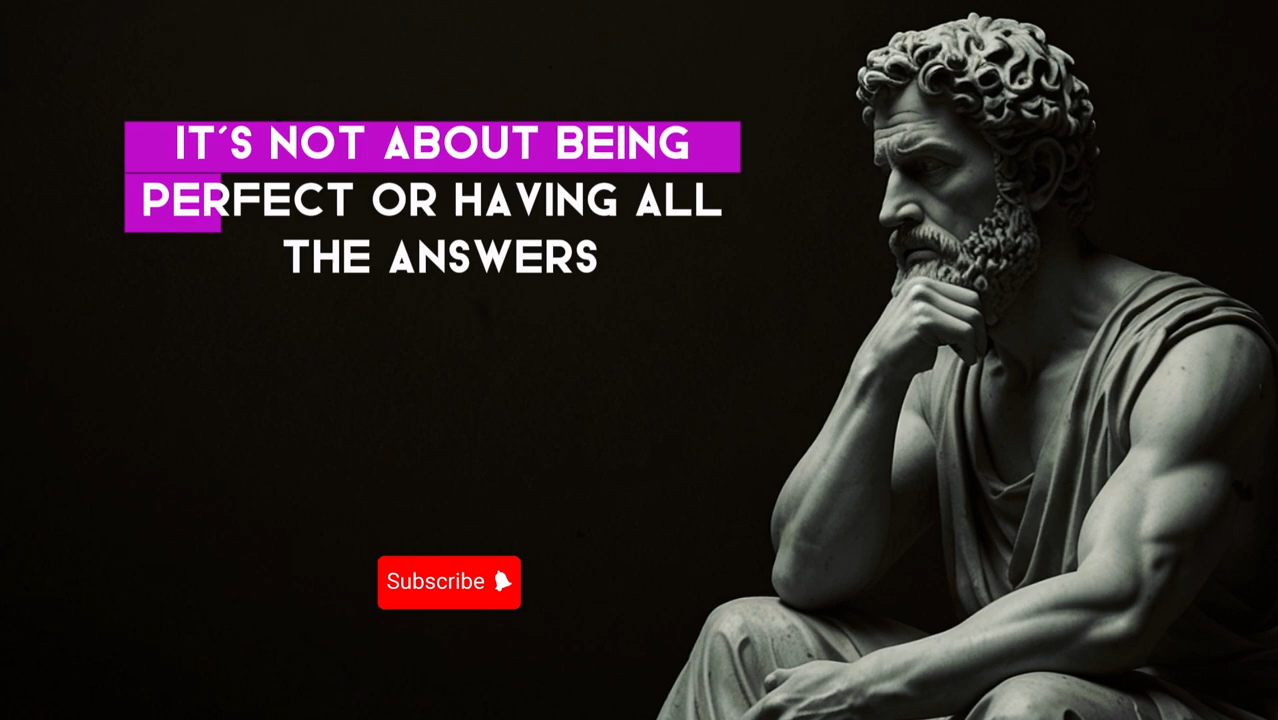 IT´S NOT ABOUT BEING
PERFECT OR HAVING ALL
THE ANSWERS
Subscribe